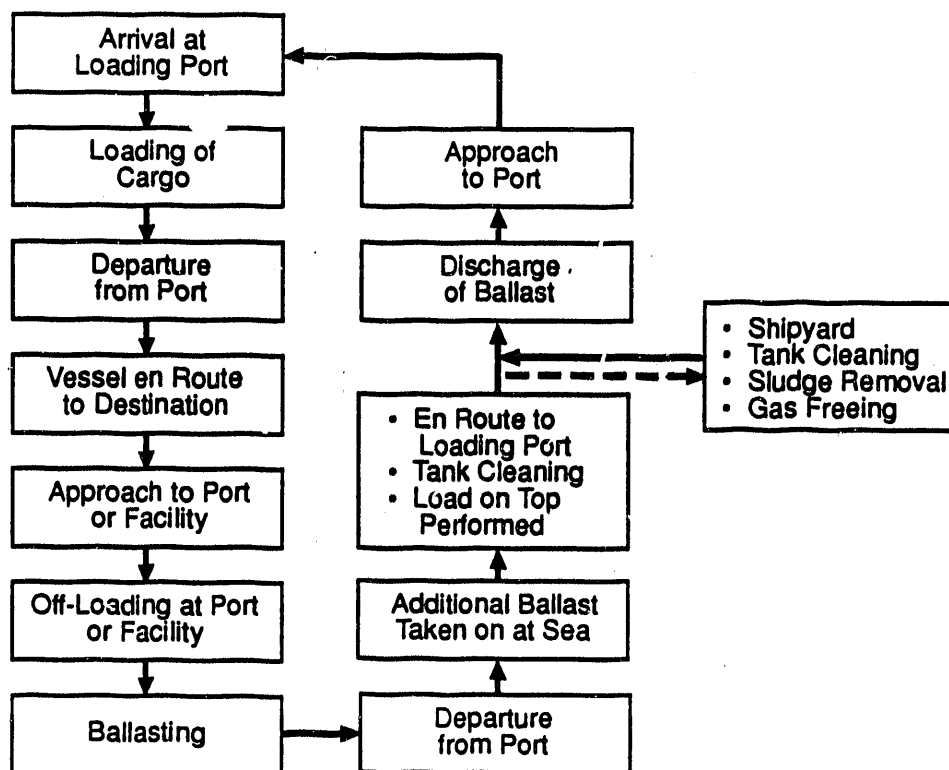 Arrival at
Loading Port
Loading of
Cargo
Departure
from Port
Vessel en Route
to Destination
Approach to Port
or Facility
Off-Loading at Port
or Facility
Ballasting
Departure
from Port
Additional Ballast
Taken on at Sea
• En Route to
Loading Port
• Tank Cleaning
• Load on Top
Performed
Discharge
of Ballast
Approach
to Port
• Shipyard
• Tank Cleaning
• Sludge Removal
• Gas Freeing